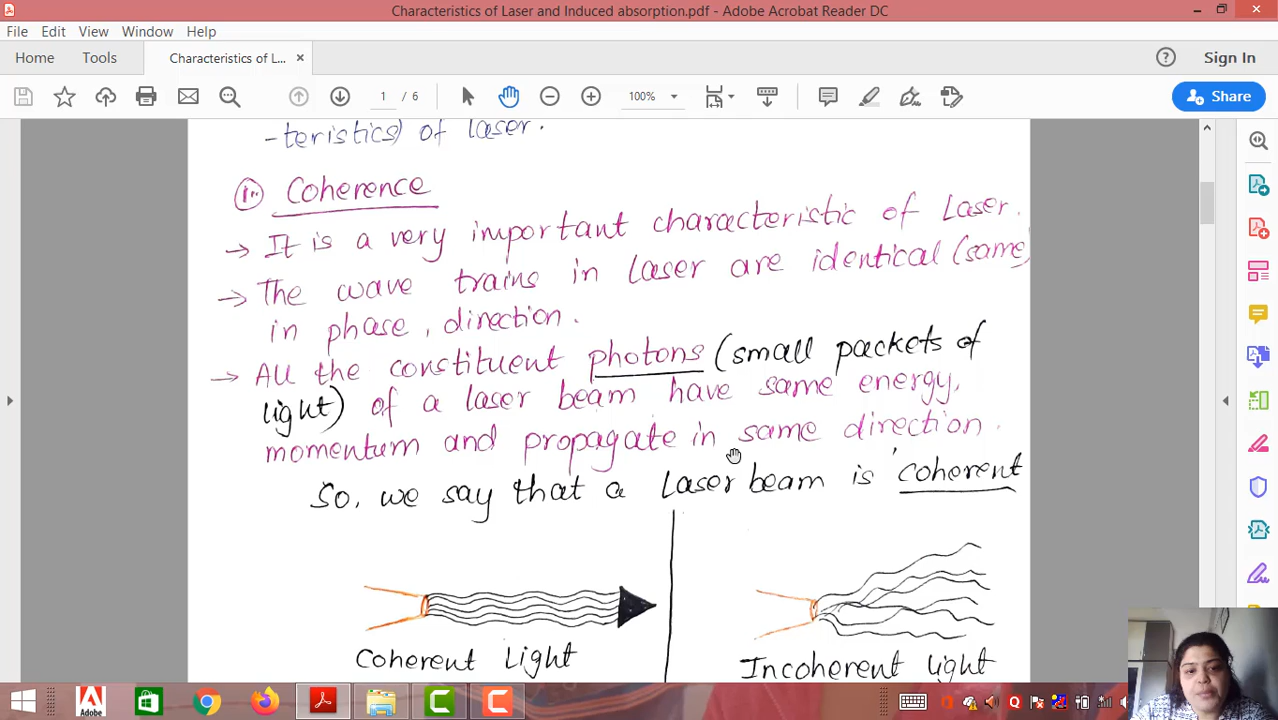 Characteristics of Laser and Induced absorption.pdf - Adobe Acrobat Reader DC
File Edit View Window Help
Home Tools Characteristics of L... × Sign In
1 / 6 100% Share
-teristics) of laser.
1. Coherence
→ It is a very important characteristic of Laser.
→ The wave trains in laser are identical (same)
in phase, direction.
→ All the constituent photons (small packets of
light) of a laser beam have same energy,
momentum and propagate in same direction.
So, we say that a Laser beam is 'coherent
Coherent Light
Incoherent light
Adobe